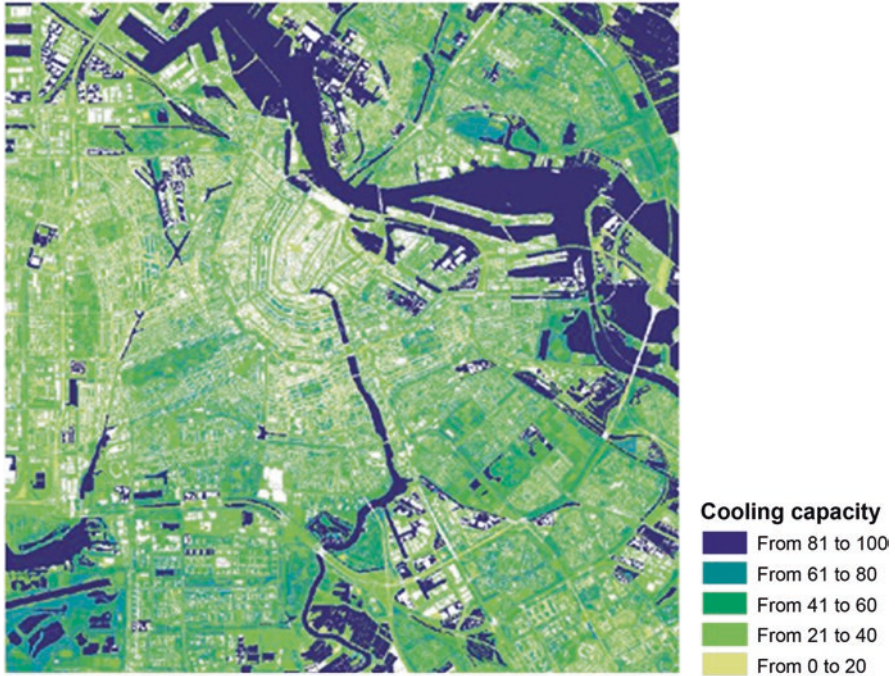 Cooling capacity
From 81 to 100
From 61 to 80
From 41 to 60
From 21 to 40
From 0 to 20